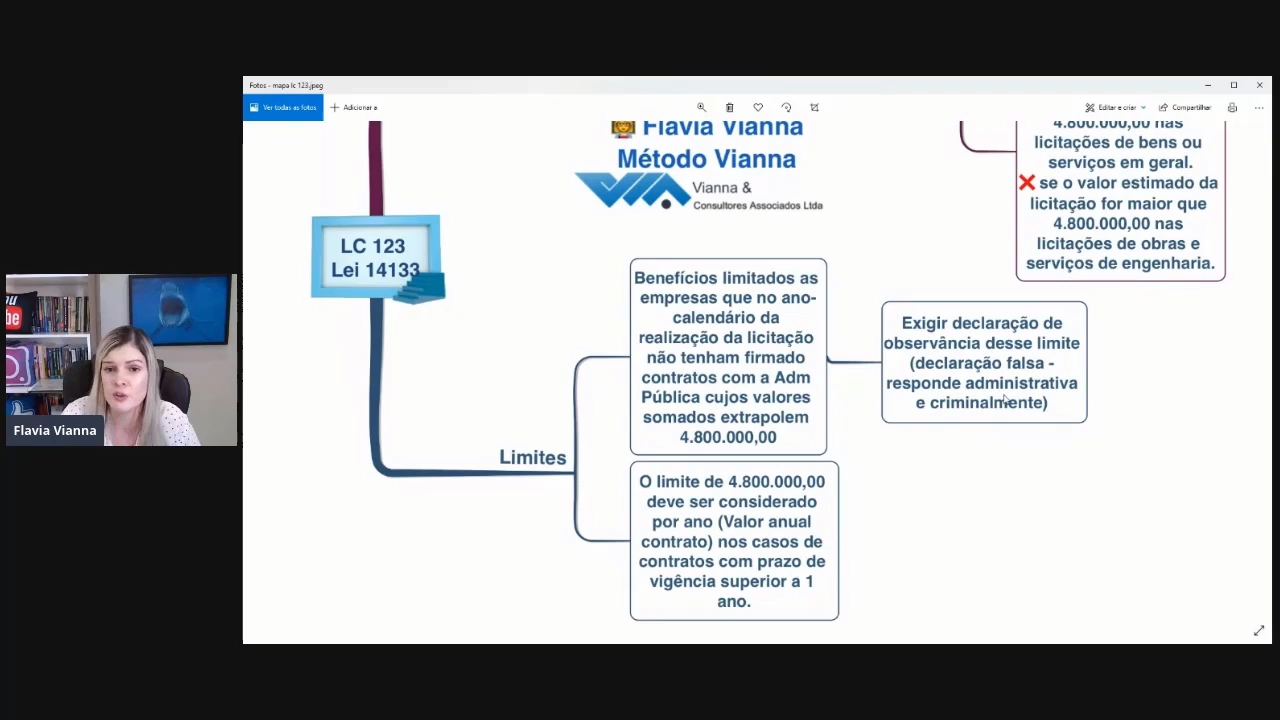 Fotos - mapa lc 123.jpeg
Ver todas as fotos
Adicionar a
Editar e criar
Compartilhar
Flavia Vianna
Método Vianna
Vianna &
Consultores Associados Ltda
4.800.000,00 nas
licitações de bens ou
serviços em geral.
❌ se o valor estimado da
licitação for maior que
4.800.000,00 nas
licitações de obras e
serviços de engenharia.
LC 123
Lei 14133
Benefícios limitados as
empresas que no ano-
calendário da
realização da licitação
não tenham firmado
contratos com a Adm
Pública cujos valores
somados extrapolem
4.800.000,00
Exigir declaração de
observância desse limite
(declaração falsa -
responde administrativa
e criminalmente)
Limites
O limite de 4.800.000,00
deve ser considerado
por ano (Valor anual
contrato) nos casos de
contratos com prazo de
vigência superior a 1
ano.
Flavia Vianna